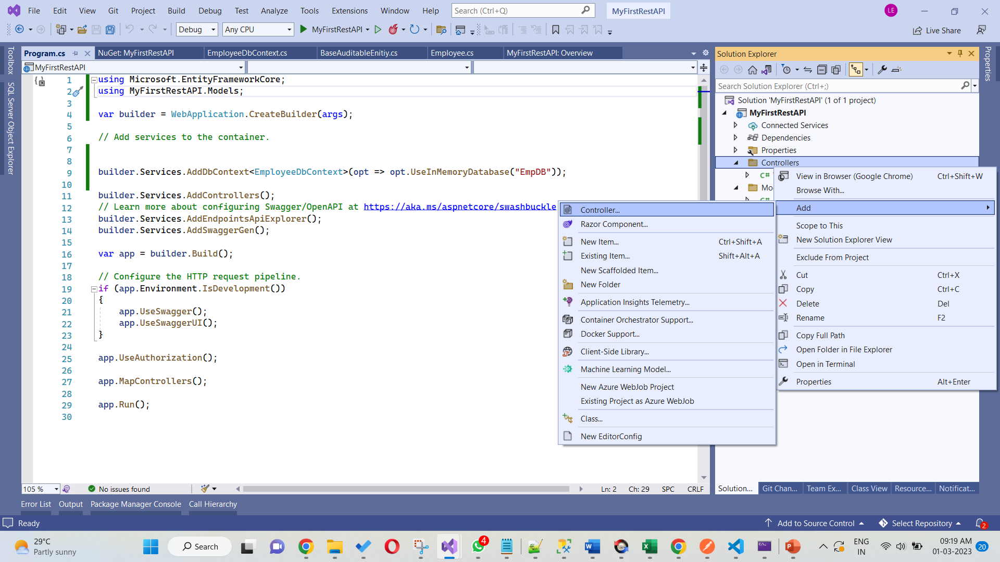 File Edit View Git Project Build Debug Test Analyze Tools Extensions Window Help Search (Ctrl+Q) MyFirstRestAPI LE
Debug Any CPU MyFirstRestAPI Live Share
Toolbox
SQL Server Object Explorer
Program.cs NuGet: MyFirstRestAPI EmployeeDbContext.cs BaseAuditableEnitiy.cs Employee.cs MyFirstRestAPI: Overview
MyFirstRestAPI
1 using Microsoft.EntityFrameworkCore;
2 using MyFirstRestAPI.Models;
3
4 var builder = WebApplication.CreateBuilder(args);
5
6 // Add services to the container.
7
8
9 builder.Services.AddDbContext<EmployeeDbContext>(opt => opt.UseInMemoryDatabase("EmpDB"));
10
11 builder.Services.AddControllers();
12 // Learn more about configuring Swagger/OpenAPI at https://aka.ms/aspnetcore/swashbuckle
13 builder.Services.AddEndpointsApiExplorer();
14 builder.Services.AddSwaggerGen();
15
16 var app = builder.Build();
17
18 // Configure the HTTP request pipeline.
19 if (app.Environment.IsDevelopment())
20 {
21 app.UseSwagger();
22 app.UseSwaggerUI();
23 }
24
25 app.UseAuthorization();
26
27 app.MapControllers();
28
29 app.Run();
30
Solution Explorer
Search Solution Explorer (Ctrl+;)
Solution 'MyFirstRestAPI' (1 of 1 project)
MyFirstRestAPI
Connected Services
Dependencies
Properties
Controllers
C#
Mo
Properties
View in Browser (Google Chrome) Ctrl+Shift+W
Browse With...
Add
Scope to This
New Solution Explorer View
Exclude From Project
Cut Ctrl+X
Copy Ctrl+C
Delete Del
Rename F2
Copy Full Path
Open Folder in File Explorer
Open in Terminal
Properties Alt+Enter
Controller...
Razor Component...
New Item... Ctrl+Shift+A
Existing Item... Shift+Alt+A
New Scaffolded Item...
New Folder
Application Insights Telemetry...
Container Orchestrator Support...
Docker Support...
Client-Side Library...
Machine Learning Model...
New Azure WebJob Project
Existing Project as Azure WebJob
Class...
New EditorConfig
105 % No issues found Ln: 2 Ch: 29 SPC CRLF
Solution... Git Chan... Team Ex... Class View Resource... Notificat...
Error List Output Package Manager Console Call Hierarchy
Ready Add to Source Control Select Repository 2
29°C
Partly sunny
Search
4
ENG
IN
09:19 AM
01-03-2023
20